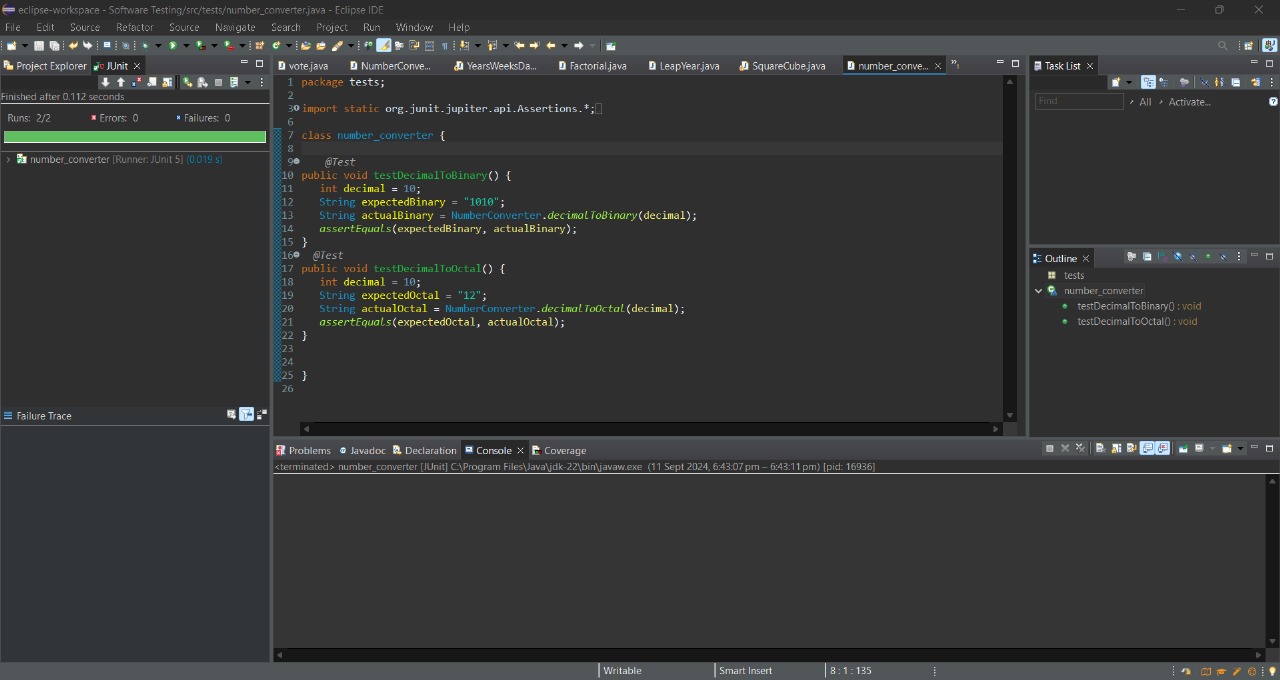 eclipse-workspace - Software Testing/src/tests/number_converter.java - Eclipse IDE
File Edit Source Refactor Source Navigate Search Project Run Window Help
Project Explorer JUnit
Finished after 0.112 seconds
Runs: 2/2 Errors: 0 Failures: 0
number_converter [Runner: JUnit 5] (0.019 s)
Failure Trace
vote.java NumberConve... YearsWeeksDa... Factorial.java LeapYear.java SquareCube.java number_conve... »1
1 package tests;
2
3 import static org.junit.jupiter.api.Assertions.*;
6
7 class number_converter {
8
9 @Test
10 public void testDecimalToBinary() {
11 int decimal = 10;
12 String expectedBinary = "1010";
13 String actualBinary = NumberConverter.decimalToBinary(decimal);
14 assertEquals(expectedBinary, actualBinary);
15 }
16 @Test
17 public void testDecimalToOctal() {
18 int decimal = 10;
19 String expectedOctal = "12";
20 String actualOctal = NumberConverter.decimalToOctal(decimal);
21 assertEquals(expectedOctal, actualOctal);
22 }
23
24
25 }
26
Task List
Find All Activate...
Outline
tests
number_converter
testDecimalToBinary() : void
testDecimalToOctal() : void
Problems Javadoc Declaration Console Coverage
<terminated> number_converter [JUnit] C:\Program Files\Java\jdk-22\bin\javaw.exe (11 Sept 2024, 6:43:07 pm – 6:43:11 pm) [pid: 16936]
Writable Smart Insert 8 : 1 : 135